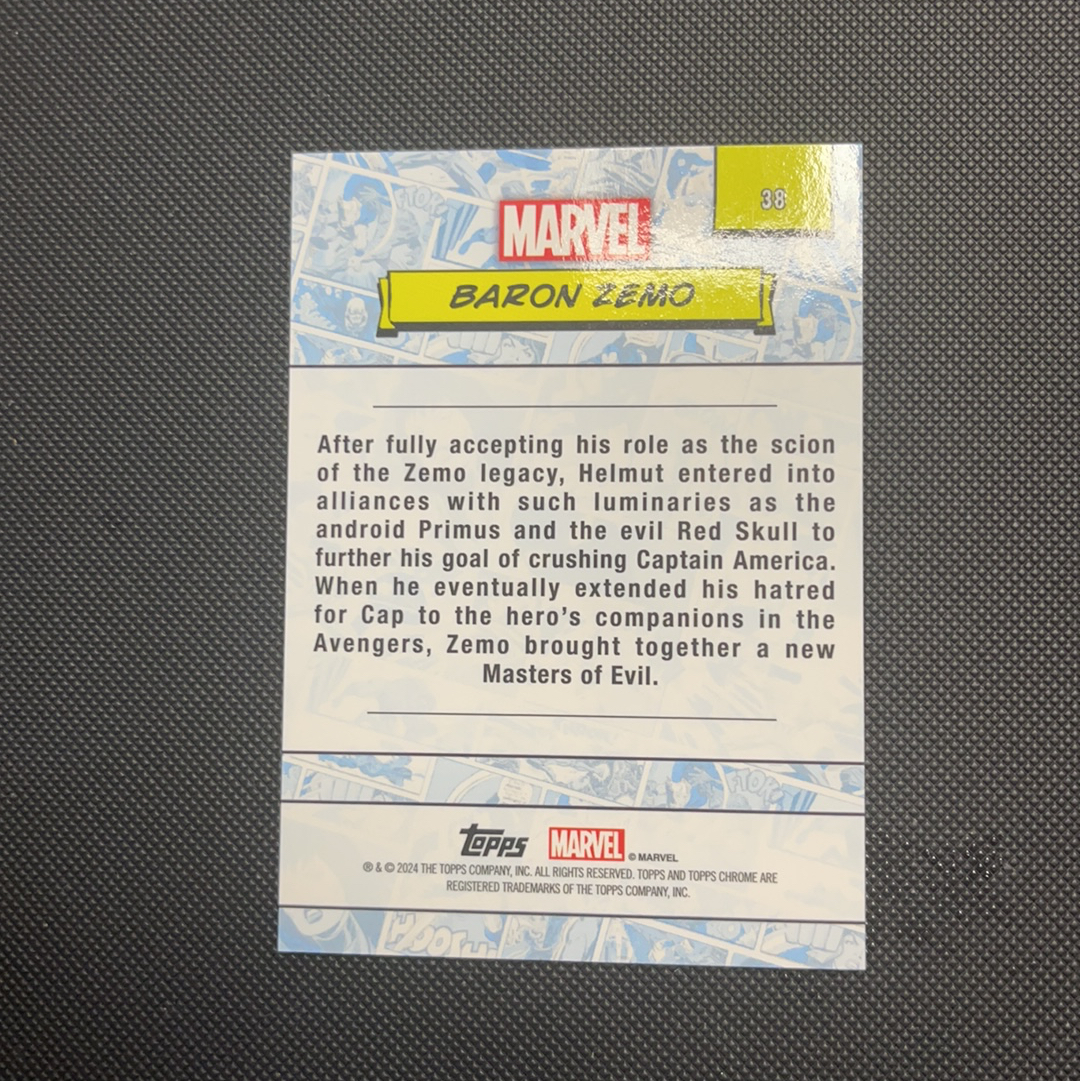 38
MARVEL
BARON ZEMO
After fully accepting his role as the scion
of the Zemo legacy, Helmut entered into
alliances with such luminaries as the
android Primus and the evil Red Skull to
further his goal of crushing Captain America.
When he eventually extended his hatred
for Cap to the hero's companions in the
Avengers, Zemo brought together a new
Masters of Evil.
FTOK
Topps MARVEL © MARVEL
® & © 2024 THE TOPPS COMPANY, INC. ALL RIGHTS RESERVED. TOPPS AND TOPPS CHROME ARE
REGISTERED TRADEMARKS OF THE TOPPS COMPANY, INC.